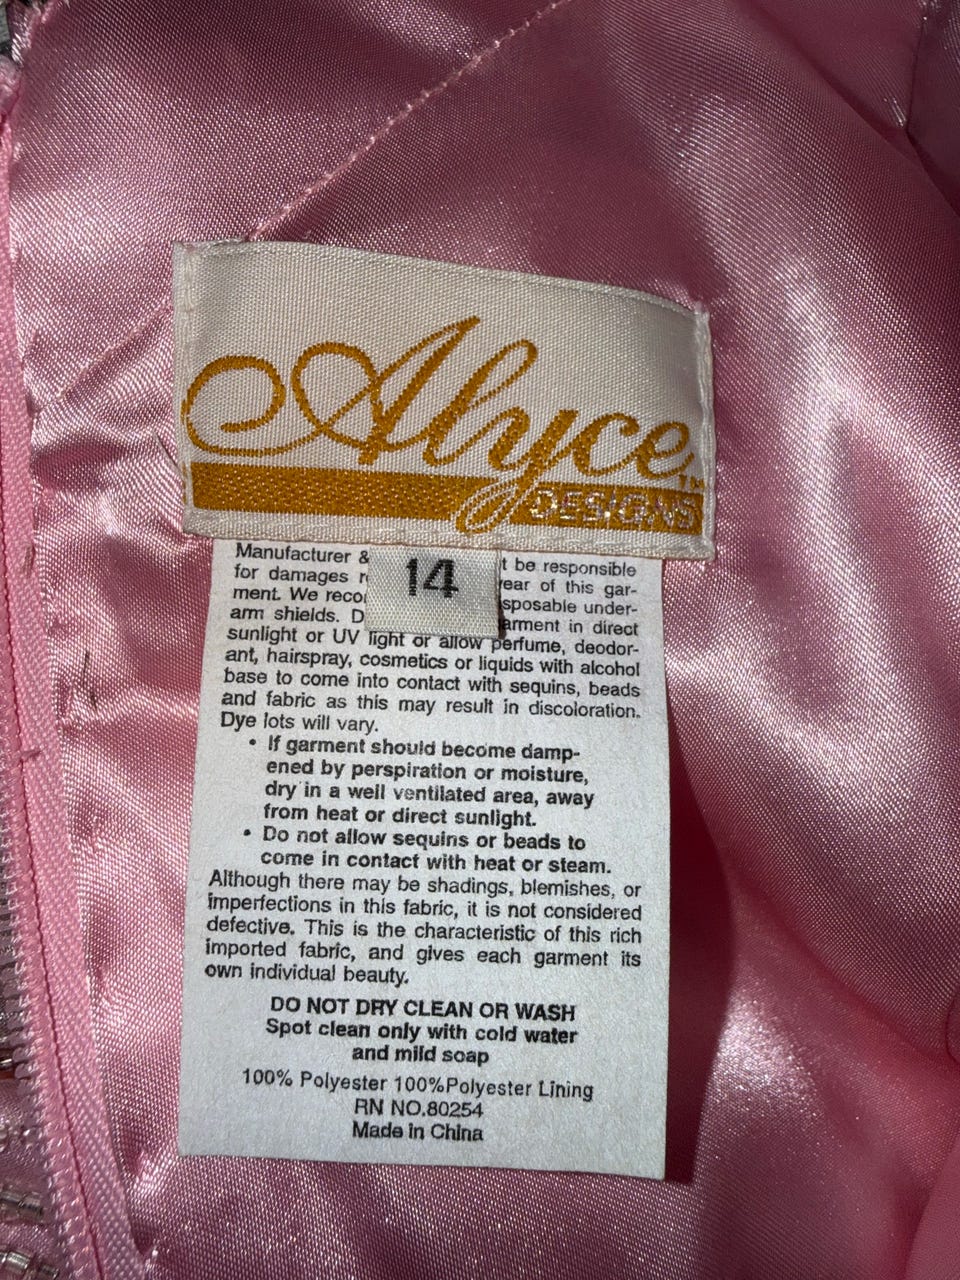 Alyce™
DESIGNS
14
Manufacturer & t be responsible
for damages r ear of this gar-
ment. We reco sposable under-
arm shields. D arment in direct
sunlight or UV light or allow perfume, deodor-
ant, hairspray, cosmetics or liquids with alcohol
base to come into contact with sequins, beads
and fabric as this may result in discoloration.
Dye lots will vary.
• If garment should become damp-
ened by perspiration or moisture,
dry in a well ventilated area, away
from heat or direct sunlight.
• Do not allow sequins or beads to
come in contact with heat or steam.
Although there may be shadings, blemishes, or
imperfections in this fabric, it is not considered
defective. This is the characteristic of this rich
imported fabric, and gives each garment its
own individual beauty.
DO NOT DRY CLEAN OR WASH
Spot clean only with cold water
and mild soap
100% Polyester 100%Polyester Lining
RN NO.80254
Made in China